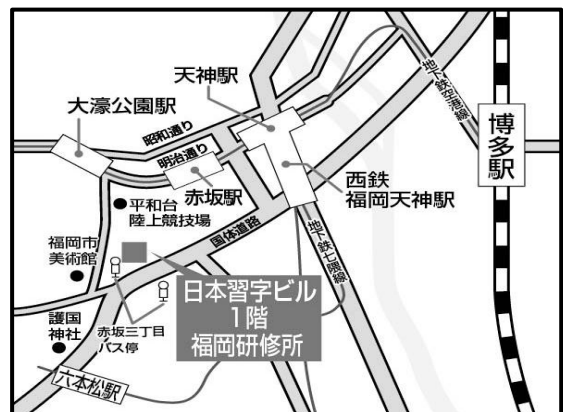 天神駅
大濠公園駅
昭和通り
明治通り
地下鉄空港線
博多駅
赤坂駅
西鉄
福岡天神駅
平和台
陸上競技場
国体道路
地下鉄七隈線
福岡市
美術館
日本習字ビル
1階
福岡研修所
護国
神社
赤坂三丁目
バス停
六本松駅